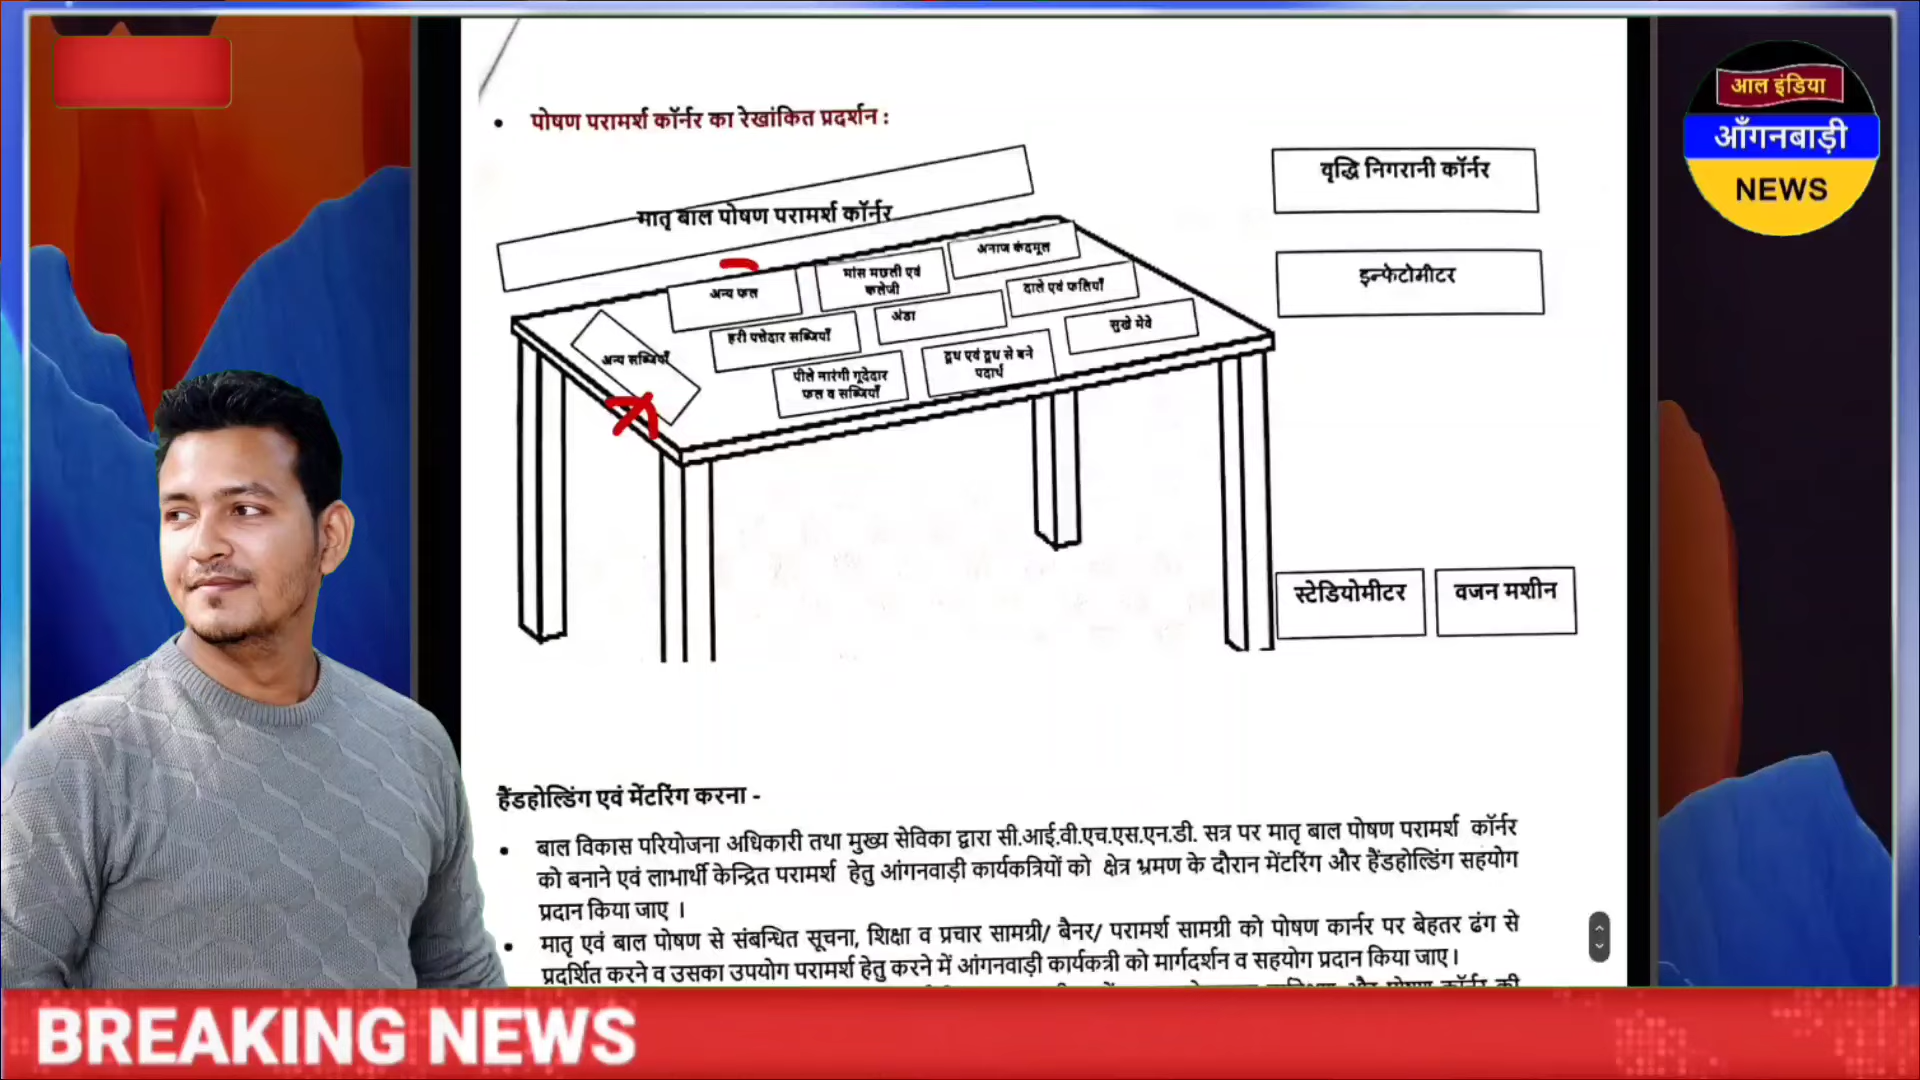 आल इंडिया
आँगनबाड़ी
NEWS
पोषण परामर्श कॉर्नर का रेखांकित प्रदर्शन :
मातृ बाल पोषण परामर्श कॉर्नर
वृद्धि निगरानी कॉर्नर
इन्फेटोमीटर
अनाज कंदमूल
मांस मछली एवं
कलेजी
अन्य फल
दाले एवं फलियाँ
अंडा
सुखे मेवे
हरी पत्तेदार सब्जियाँ
अन्य सब्जियाँ
दूध एवं दूध से बने
पदार्थ
पीले नारंगी गूदेदार
फल व सब्जियाँ
स्टेडियोमीटर
वजन मशीन
हैंडहोल्डिंग एवं मेंटरिंग करना -
बाल विकास परियोजना अधिकारी तथा मुख्य सेविका द्वारा सी.आई.वी.एच.एस.एन.डी. सत्र पर मातृ बाल पोषण परामर्श कॉर्नर
को बनाने एवं लाभार्थी केन्द्रित परामर्श हेतु आंगनवाड़ी कार्यकत्रियों को क्षेत्र भ्रमण के दौरान मेंटरिंग और हैंडहोल्डिंग सहयोग
प्रदान किया जाए ।
मातृ एवं बाल पोषण से संबन्धित सूचना, शिक्षा व प्रचार सामग्री/ बैनर/ परामर्श सामग्री को पोषण कार्नर पर बेहतर ढंग से
प्रदर्शित करने व उसका उपयोग परामर्श हेतु करने में आंगनवाड़ी कार्यकत्री को मार्गदर्शन व सहयोग प्रदान किया जाए।
BREAKING NEWS